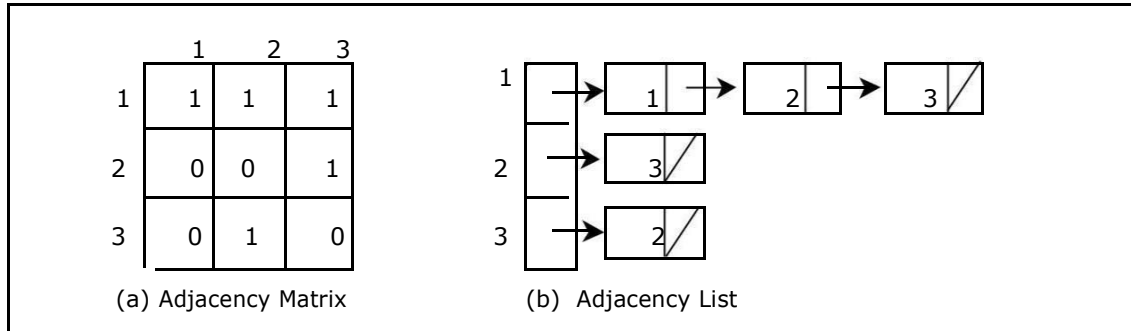 1 2 3
1 1 1 1
2 0 0 1
3 0 1 0
(a) Adjacency Matrix
1 1 2 3
2 3
3 2
(b) Adjacency List